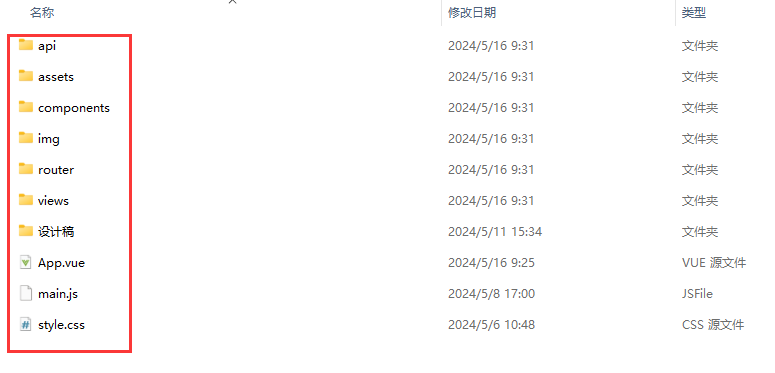 名称 修改日期 类型
api 2024/5/16 9:31 文件夹
assets 2024/5/16 9:31 文件夹
components 2024/5/16 9:31 文件夹
img 2024/5/16 9:31 文件夹
router 2024/5/16 9:31 文件夹
views 2024/5/16 9:31 文件夹
设计稿 2024/5/11 15:34 文件夹
App.vue 2024/5/16 9:25 VUE 源文件
main.js 2024/5/8 17:00 JSFile
style.css 2024/5/6 10:48 CSS 源文件